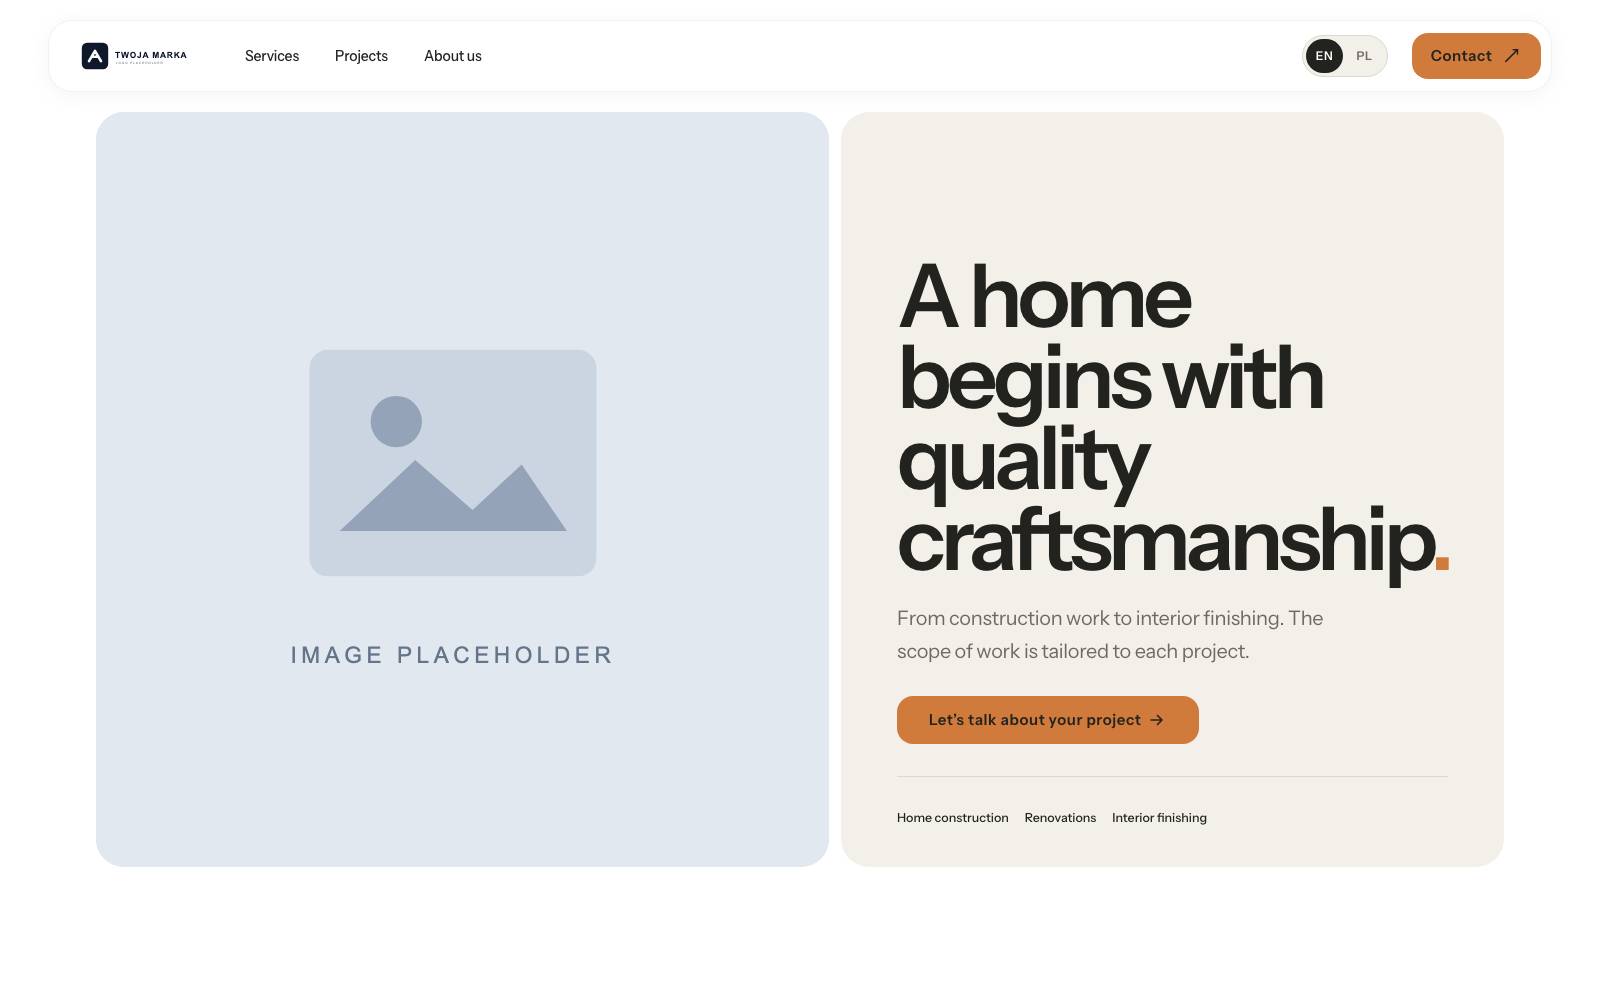 TWOJA MARKA
LOGO PLACEHOLDER
Services
Projects
About us
EN
PL
Contact ↗
IMAGE PLACEHOLDER
A home
begins with
quality
craftsmanship.
From construction work to interior finishing. The
scope of work is tailored to each project.
Let’s talk about your project →
Home construction
Renovations
Interior finishing